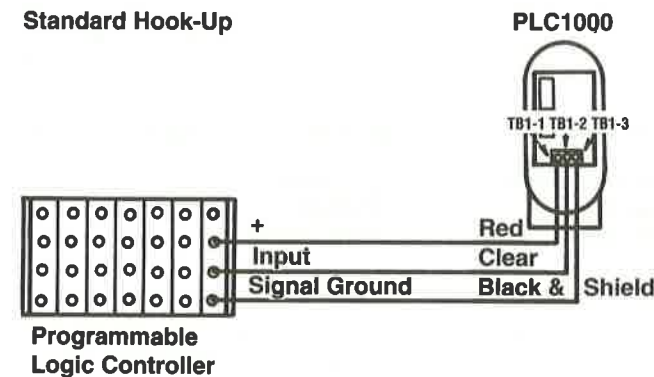 Standard Hook-Up
PLC1000
TB1-1 TB1-2 TB1-3
+
Red
Input
Clear
Signal Ground
Black & Shield
Programmable
Logic Controller